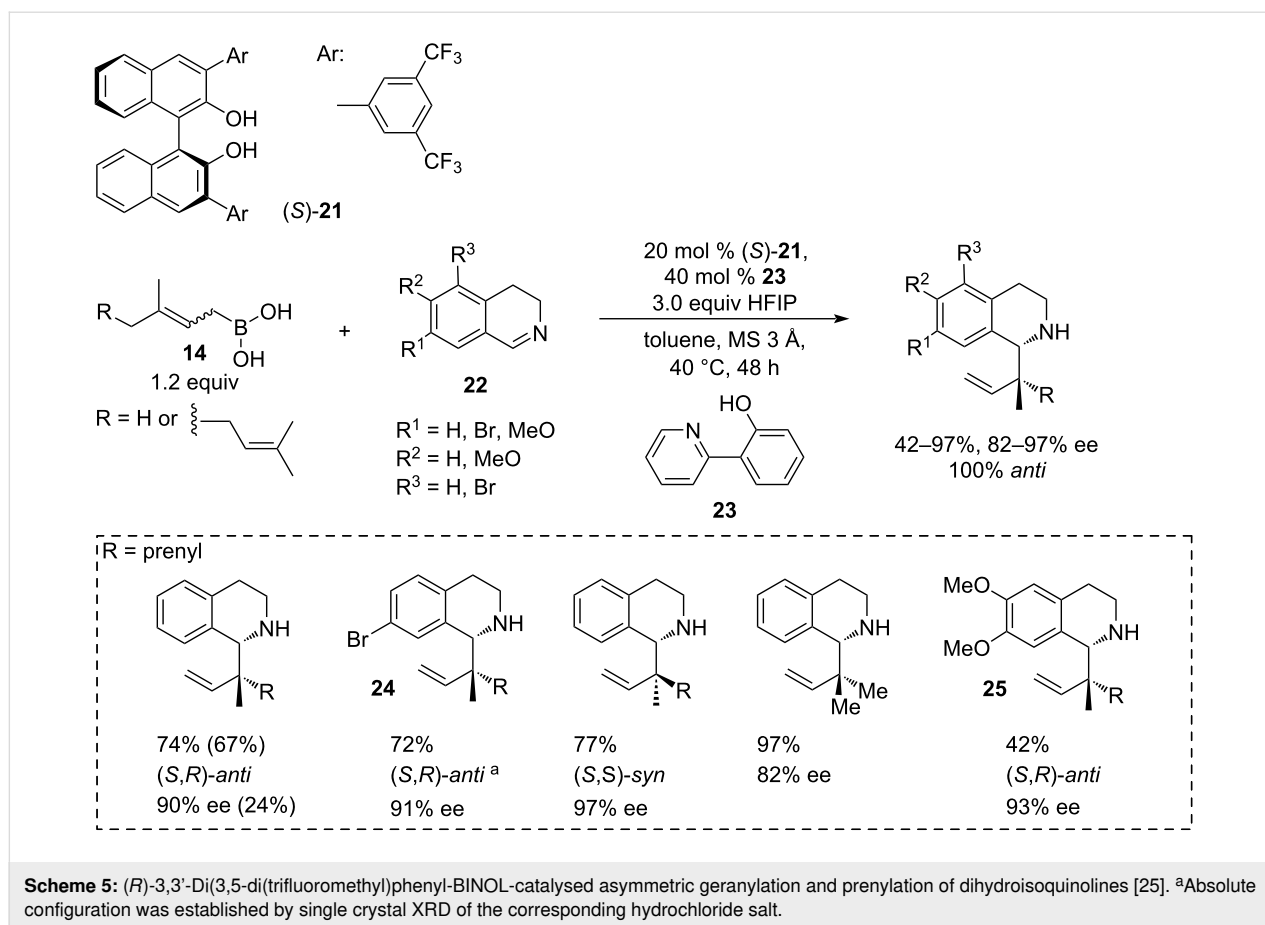 Ar
Ar:
CF3
OH
OH
CF3
Ar
(S)-21
R
B
OH
OH
14
1.2 equiv
R = H or
+
R3
R2
R1
N
22
R1 = H, Br, MeO
R2 = H, MeO
R3 = H, Br
20 mol % (S)-21,
40 mol % 23
3.0 equiv HFIP
toluene, MS 3 Å,
40 °C, 48 h
HO
N
23
R3
R2
R1
NH
R
42–97%, 82–97% ee
100% anti
R = prenyl
NH
R
74% (67%)
(S,R)-anti
90% ee (24%)
Br
NH
24
R
72%
(S,R)-anti a
91% ee
NH
R
77%
(S,S)-syn
97% ee
NH
Me
Me
97%
82% ee
MeO
MeO
NH
25
R
42%
(S,R)-anti
93% ee
Scheme 5: (R)-3,3’-Di(3,5-di(trifluoromethyl)phenyl-BINOL-catalysed asymmetric geranylation and prenylation of dihydroisoquinolines [25]. aAbsolute
configuration was established by single crystal XRD of the corresponding hydrochloride salt.